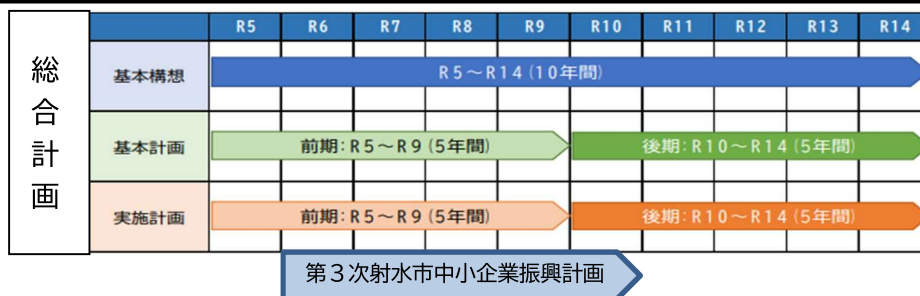 総合計画
R5 R6 R7 R8 R9 R10 R11 R12 R13 R14
基本構想 R5～R14(10年間)
基本計画 前期:R5～R9(5年間) 後期:R10～R14(5年間)
実施計画 前期:R5～R9(5年間) 後期:R10～R14(5年間)
第３次射水市中小企業振興計画